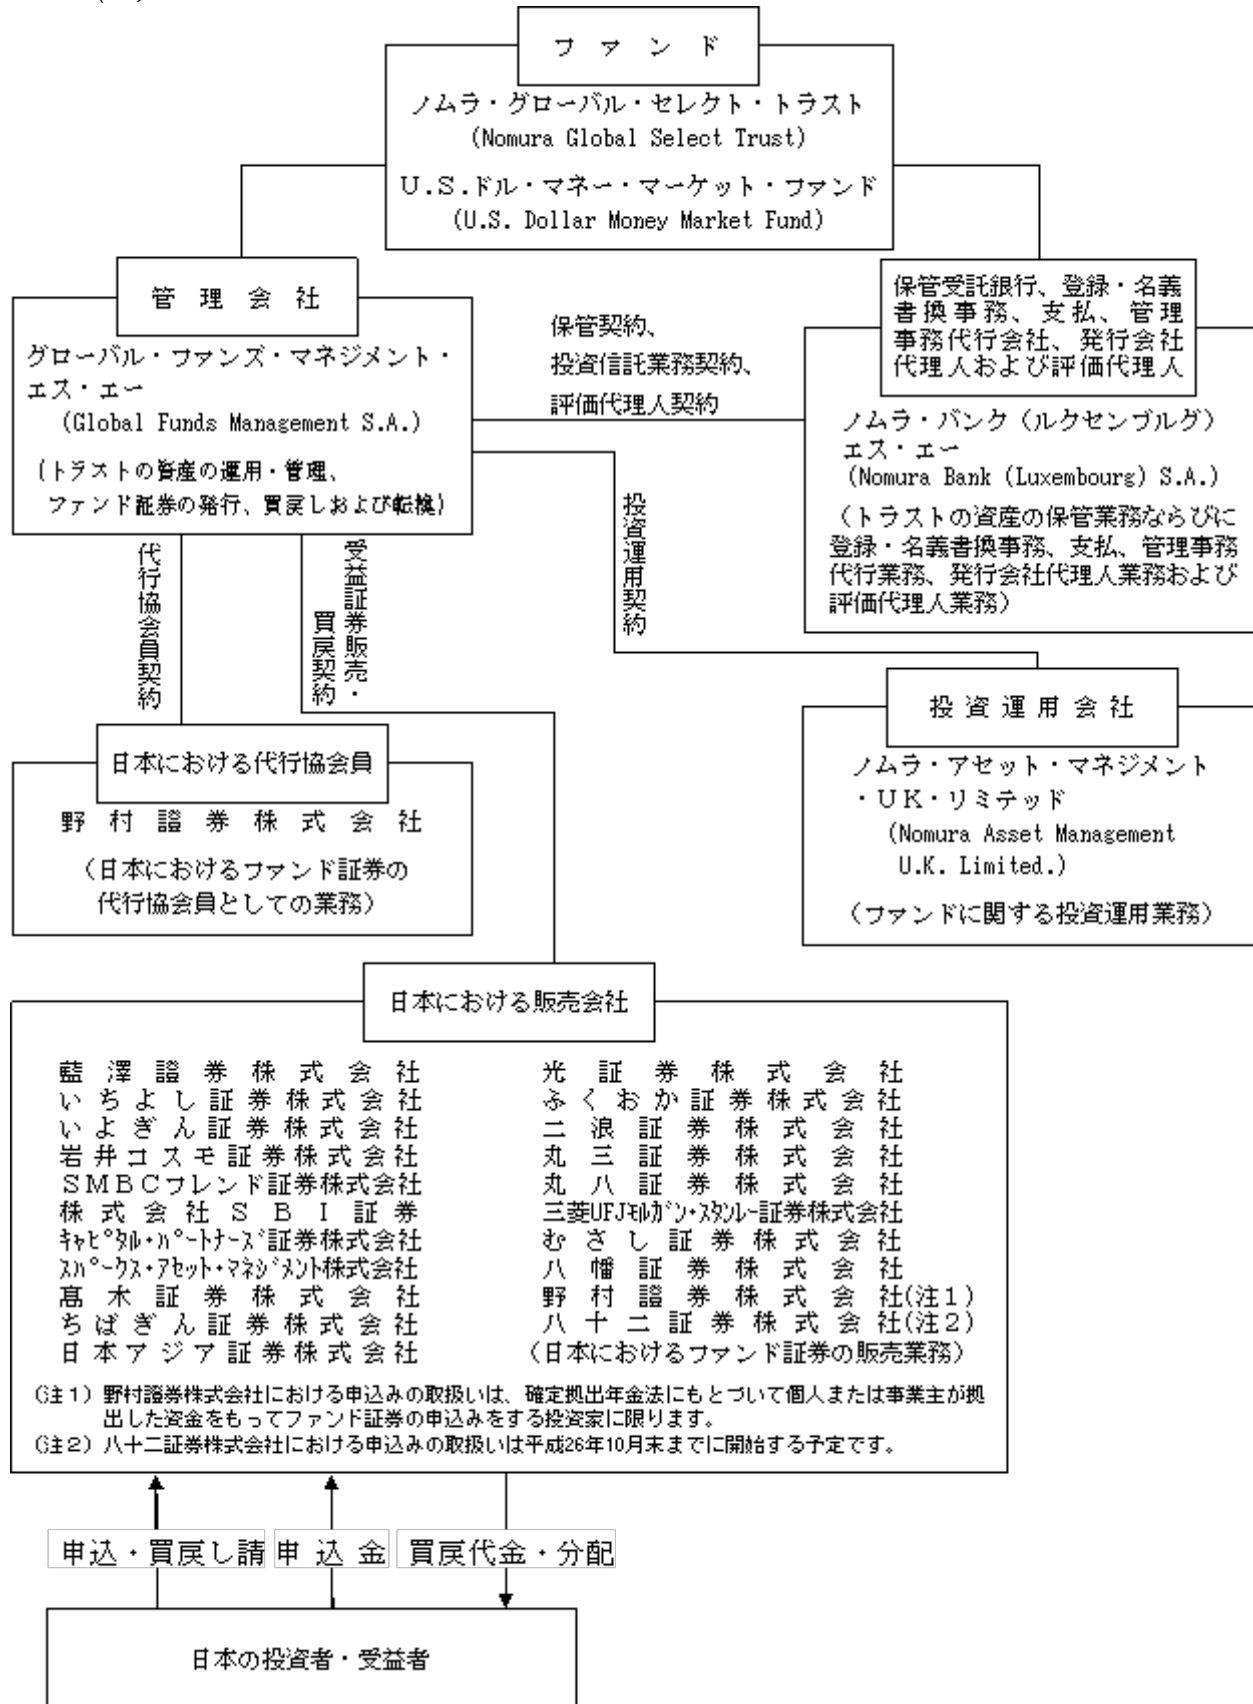 ファンド
ノムラ・グローバル・セレクト・トラスト
(Nomura Global Select Trust)
U.S.ドル・マネー・マーケット・ファンド
(U.S. Dollar Money Market Fund)
管理会社
グローバル・ファンズ・マネジメント・
エス・エー
(Global Funds Management S.A.)
(トラストの資産の運用・管理、
ファンド証券の発行、買戻しおよび転換)
保管契約、
投資信託業務契約、
評価代理人契約
保管受託銀行、登録・名義
書換事務、支払、管理
事務代行会社、発行会社
代理人および評価代理人
ノムラ・バンク(ルクセンブルグ)
エス・エー
(Nomura Bank (Luxembourg) S.A.)
(トラストの資産の保管業務ならびに
登録・名義書換事務、支払、管理事務
代行業務、発行会社代理人業務および
評価代理人業務)
代行協会員契約
受益証券販売・
買戻契約
投資運用契約
投資運用会社
ノムラ・アセット・マネジメント
・UK・リミテッド
(Nomura Asset Management
U.K. Limited.)
(ファンドに関する投資運用業務)
日本における代行協会員
野村證券株式会社
(日本におけるファンド証券の
代行協会員としての業務)
日本における販売会社
藍澤證券株式会社
いちよし証券株式会社
いよぎん証券株式会社
岩井コスモ証券株式会社
SMBCフレンド証券株式会社
株式会社SBI証券
ｷｬﾋﾟﾀﾙ・ﾊﾟｰﾄﾅｰｽﾞ証券株式会社
ｽﾊﾟｰｸｽ・ｱｾｯﾄ・ﾏﾈｼﾞﾒﾝﾄ株式会社
髙木証券株式会社
ちばぎん証券株式会社
日本アジア証券株式会社
光証券株式会社
ふくおか証券株式会社
二浪証券株式会社
丸三証券株式会社
丸八証券株式会社
三菱UFJﾓﾙｶﾞﾝ・ｽﾀﾝﾚｰ証券株式会社
むさし証券株式会社
八幡証券株式会社
野村證券株式会社(注1)
八十二証券株式会社(注2)
(日本におけるファンド証券の販売業務)
(注1) 野村證券株式会社における申込みの取扱いは、確定拠出年金法にもとづいて個人または事業主が拠
出した資金をもってファンド証券の申込みをする投資家に限ります。
(注2) 八十二証券株式会社における申込みの取扱いは平成26年10月末までに開始する予定です。
申込・買戻し請
申込金
買戻代金・分配
日本の投資者・受益者